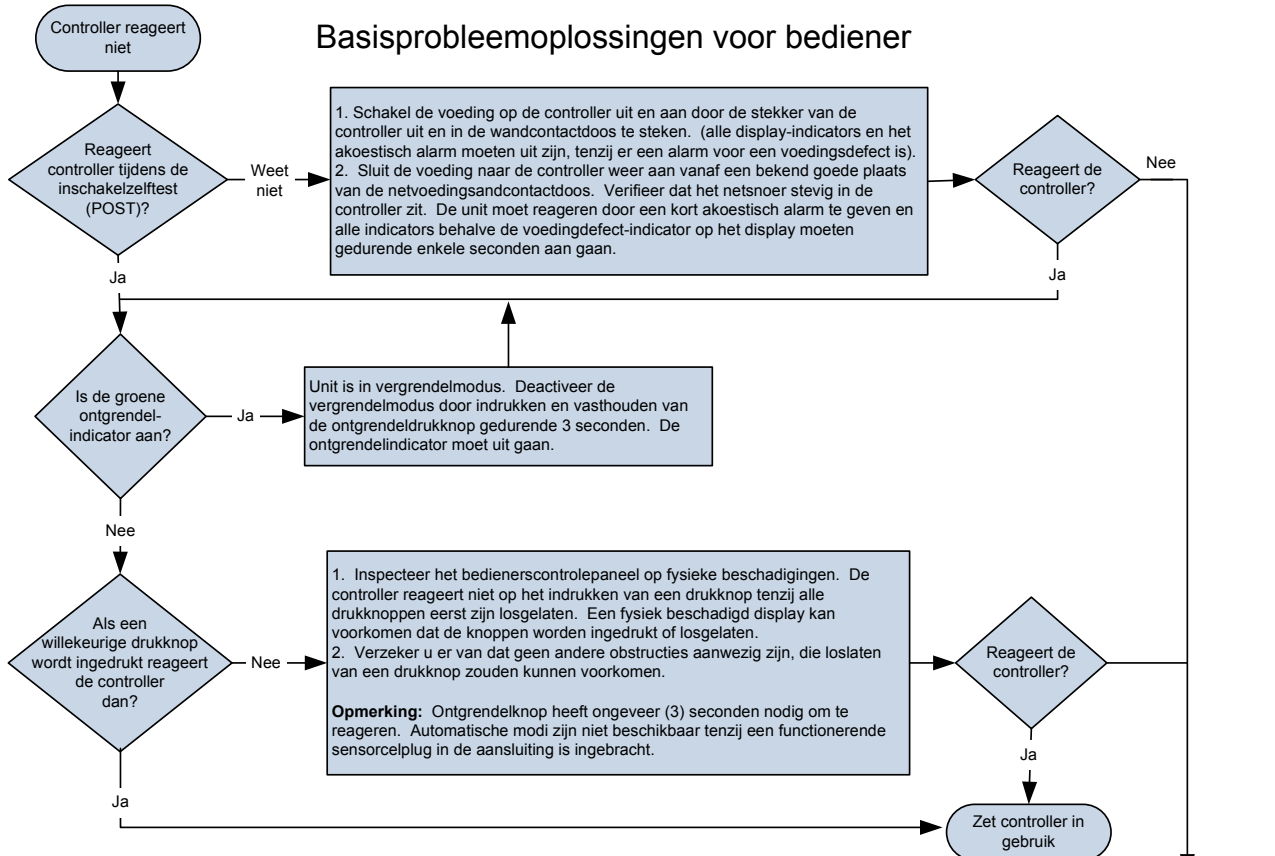 Controller reageert
niet
Basisprobleemoplossingen voor bediener
Reageert
controller tijdens de
inschakelzelftest
(POST)?
Weet
niet
1. Schakel de voeding op de controller uit en aan door de stekker van de
controller uit en in de wandcontactdoos te steken. (alle display-indicators en het
akoestisch alarm moeten uit zijn, tenzij er een alarm voor een voedingsdefect is).
2. Sluit de voeding naar de controller weer aan vanaf een bekend goede plaats
van de netvoedingsandcontactdoos. Verifieer dat het netsnoer stevig in de
controller zit. De unit moet reageren door een kort akoestisch alarm te geven en
alle indicators behalve de voedingdefect-indicator op het display moeten
gedurende enkele seconden aan gaan.
Reageert de
controller?
Nee
Ja
Ja
Is de groene
ontgrendel-
indicator aan?
Ja
Unit is in vergrendelmodus. Deactiveer de
vergrendelmodus door indrukken en vasthouden van
de ontgrendeldrukknop gedurende 3 seconden. De
ontgrendelindicator moet uit gaan.
Nee
Als een
willekeurige drukknop
wordt ingedrukt reageert
de controller
dan?
Nee
1. Inspecteer het bedienerscontrolepaneel op fysieke beschadigingen. De
controller reageert niet op het indrukken van een drukknop tenzij alle
drukknoppen eerst zijn losgelaten. Een fysiek beschadigd display kan
voorkomen dat de knoppen worden ingedrukt of losgelaten.
2. Verzeker u er van dat geen andere obstructies aanwezig zijn, die loslaten
van een drukknop zouden kunnen voorkomen.
Opmerking: Ontgrendelknop heeft ongeveer (3) seconden nodig om te
reageren. Automatische modi zijn niet beschikbaar tenzij een functionerende
sensorcelplug in de aansluiting is ingebracht.
Reageert de
controller?
Ja
Ja
Zet controller in
gebruik